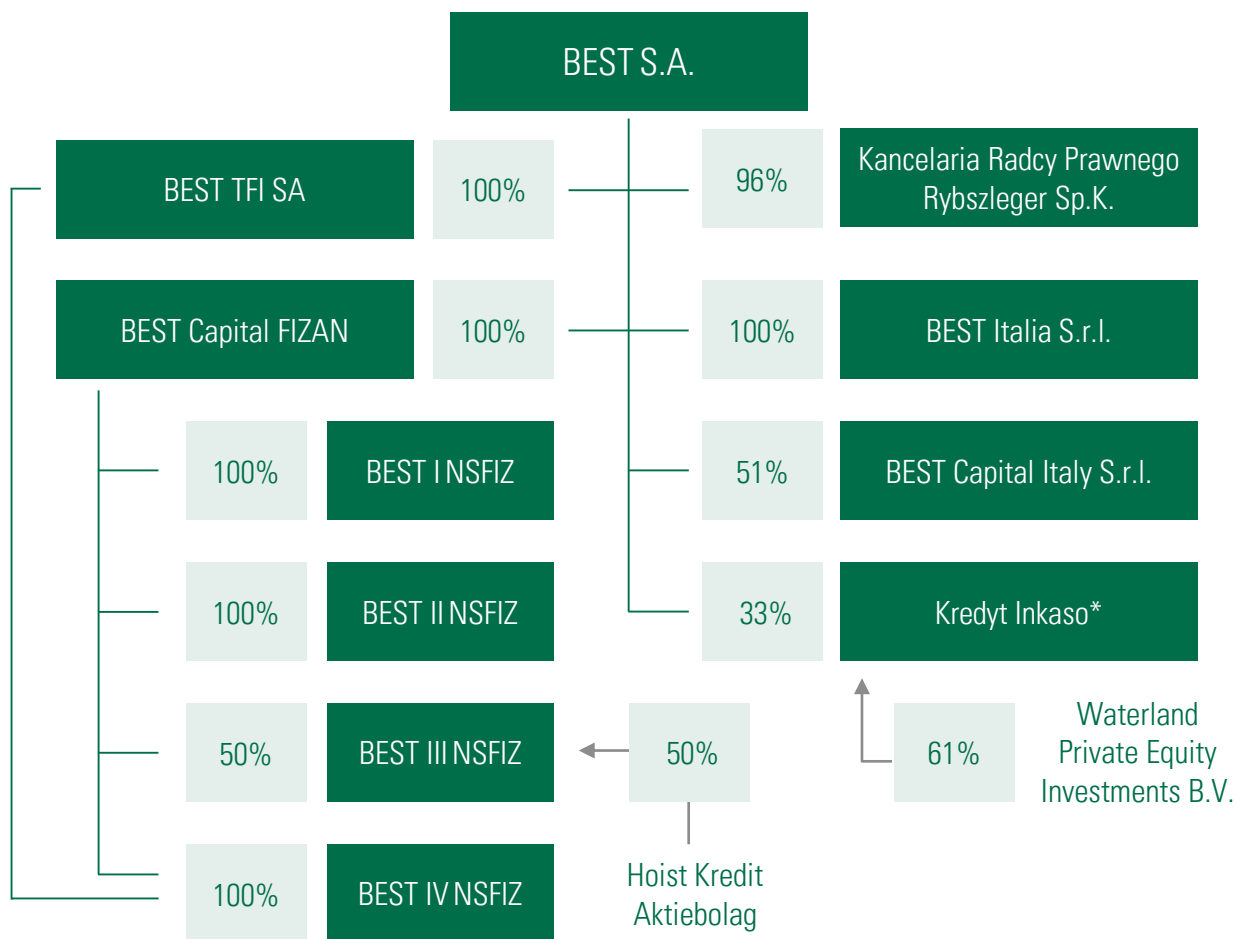 BEST S.A.
BEST TFI SA
100%
96%
Kancelaria Radcy Prawnego
Rybszleger Sp.K.
BEST Capital FIZAN
100%
100%
BEST Italia S.r.l.
100%
BEST I NSFIZ
51%
BEST Capital Italy S.r.l.
100%
BEST II NSFIZ
33%
Kredyt Inkaso*
50%
BEST III NSFIZ
50%
61%
Waterland
Private Equity
Investments B.V.
100%
BEST IV NSFIZ
Hoist Kredit
Aktiebolag